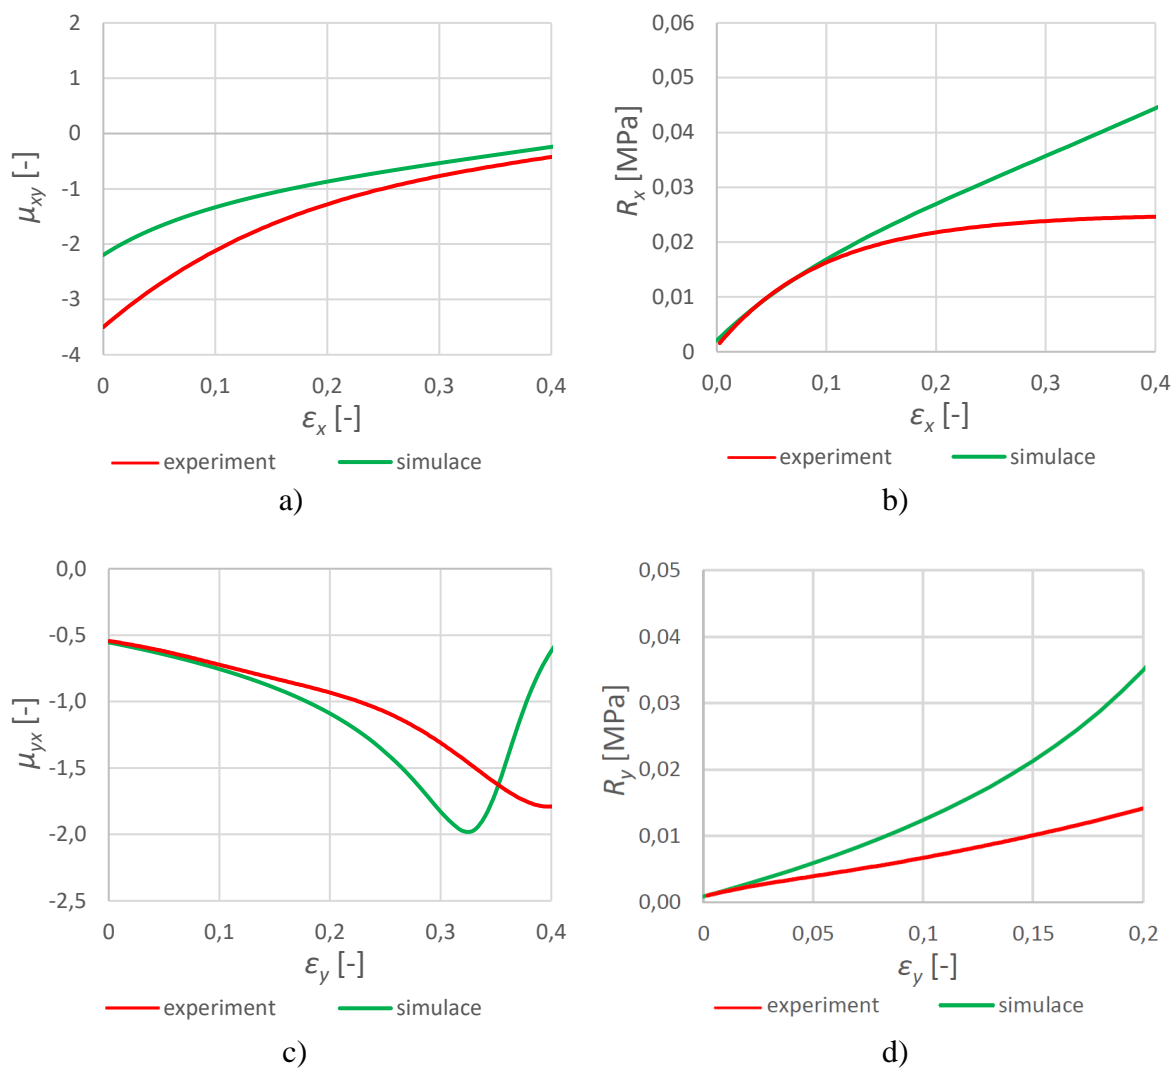 2
1
0
-1
-2
-3
-4
μxy [-]
0 0,1 0,2 0,3 0,4
εx [-]
experiment simulace
a)
0,06
0,05
0,04
0,03
0,02
0,01
0
Rx [MPa]
0,0 0,1 0,2 0,3 0,4
εx [-]
experiment simulace
b)
0,0
-0,5
-1,0
-1,5
-2,0
-2,5
μyx [-]
0 0,1 0,2 0,3 0,4
εy [-]
experiment simulace
c)
0,05
0,04
0,03
0,02
0,01
0,00
Ry [MPa]
0 0,05 0,1 0,15 0,2
εy [-]
experiment simulace
d)